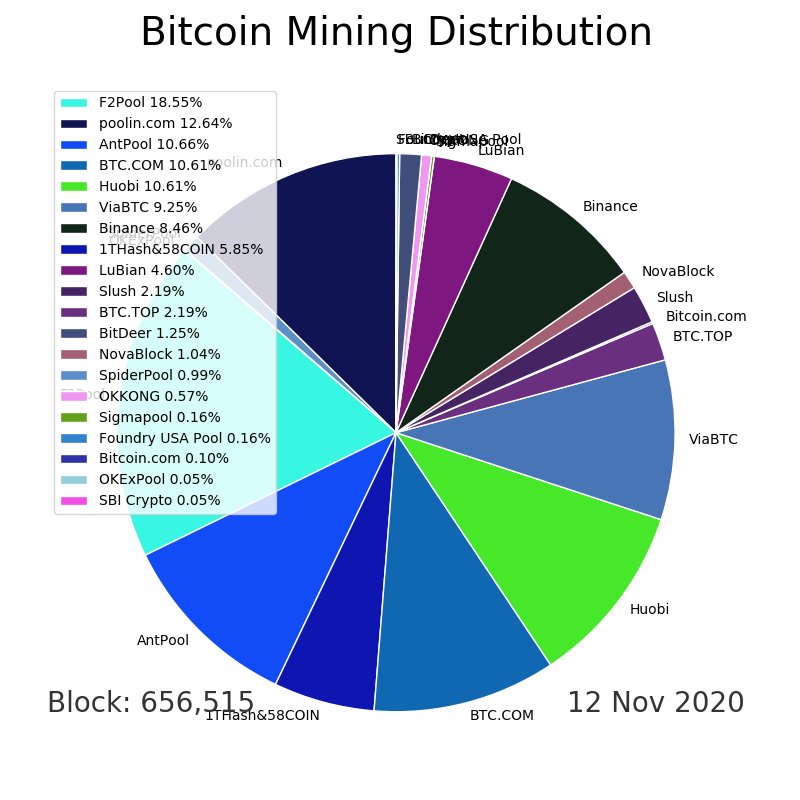 Bitcoin Mining Distribution
F2Pool 18.55%
poolin.com 12.64%
AntPool 10.66%
BTC.COM 10.61%
Huobi 10.61%
ViaBTC 9.25%
Binance 8.46%
1THash&58COIN 5.85%
LuBian 4.60%
Slush 2.19%
BTC.TOP 2.19%
BitDeer 1.25%
NovaBlock 1.04%
SpiderPool 0.99%
OKKONG 0.57%
Sigmapool 0.16%
Foundry USA Pool 0.16%
Bitcoin.com 0.10%
OKExPool 0.05%
SBI Crypto 0.05%
poolin.com
OKExPool
LuBian
Binance
NovaBlock
Slush
Bitcoin.com
BTC.TOP
ViaBTC
Huobi
BTC.COM
1THash&58COIN
AntPool
Block: 656,515
12 Nov 2020